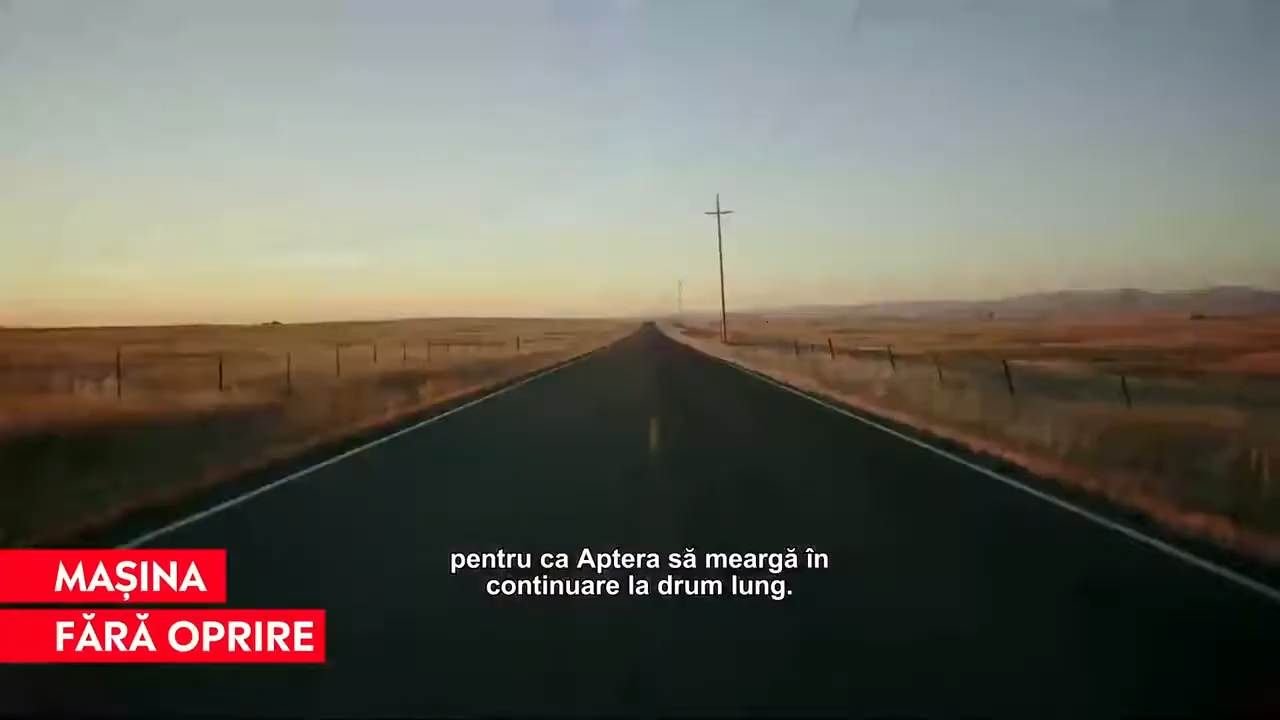 pentru ca Aptera să meargă în
continuare la drum lung.
MAȘINA
FĂRĂ OPRIRE